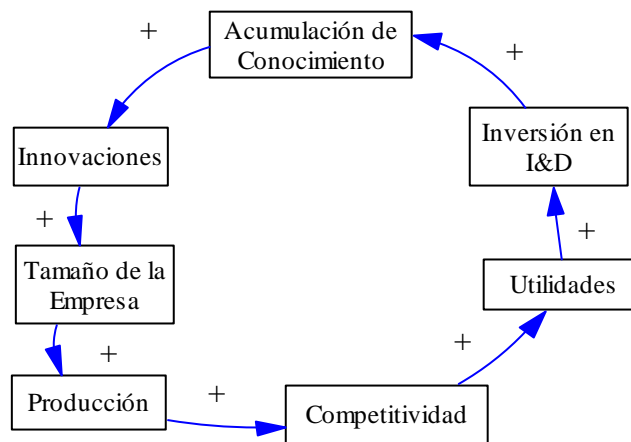 +
Acumulación de
Conocimiento
+
Innovaciones
Inversión en
I&D
+
+
Tamaño de la
Empresa
Utilidades
+
+
Producción
+
Competitividad